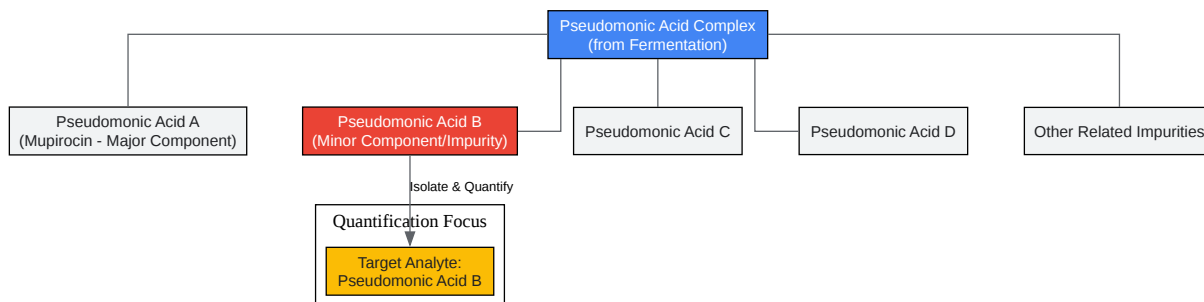 Pseudomonic Acid Complex
(from Fermentation)
Pseudomonic Acid A
(Mupirocin - Major Component)
Pseudomonic Acid B
(Minor Component/Impurity)
Pseudomonic Acid C
Pseudomonic Acid D
Other Related Impurities
Isolate & Quantify
Quantification Focus
Target Analyte:
Pseudomonic Acid B